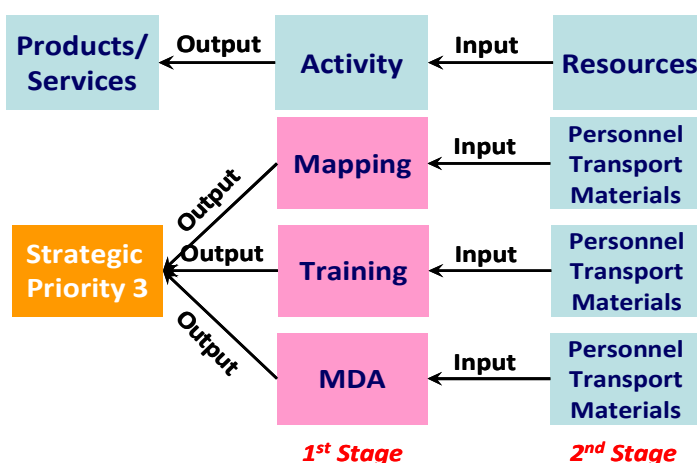 Products/
Services
Output
Activity
Input
Resources
Mapping
Input
Personnel
Transport
Materials
Output
Strategic
Priority 3
Output
Training
Input
Personnel
Transport
Materials
Output
MDA
Input
Personnel
Transport
Materials
1st Stage
2nd Stage